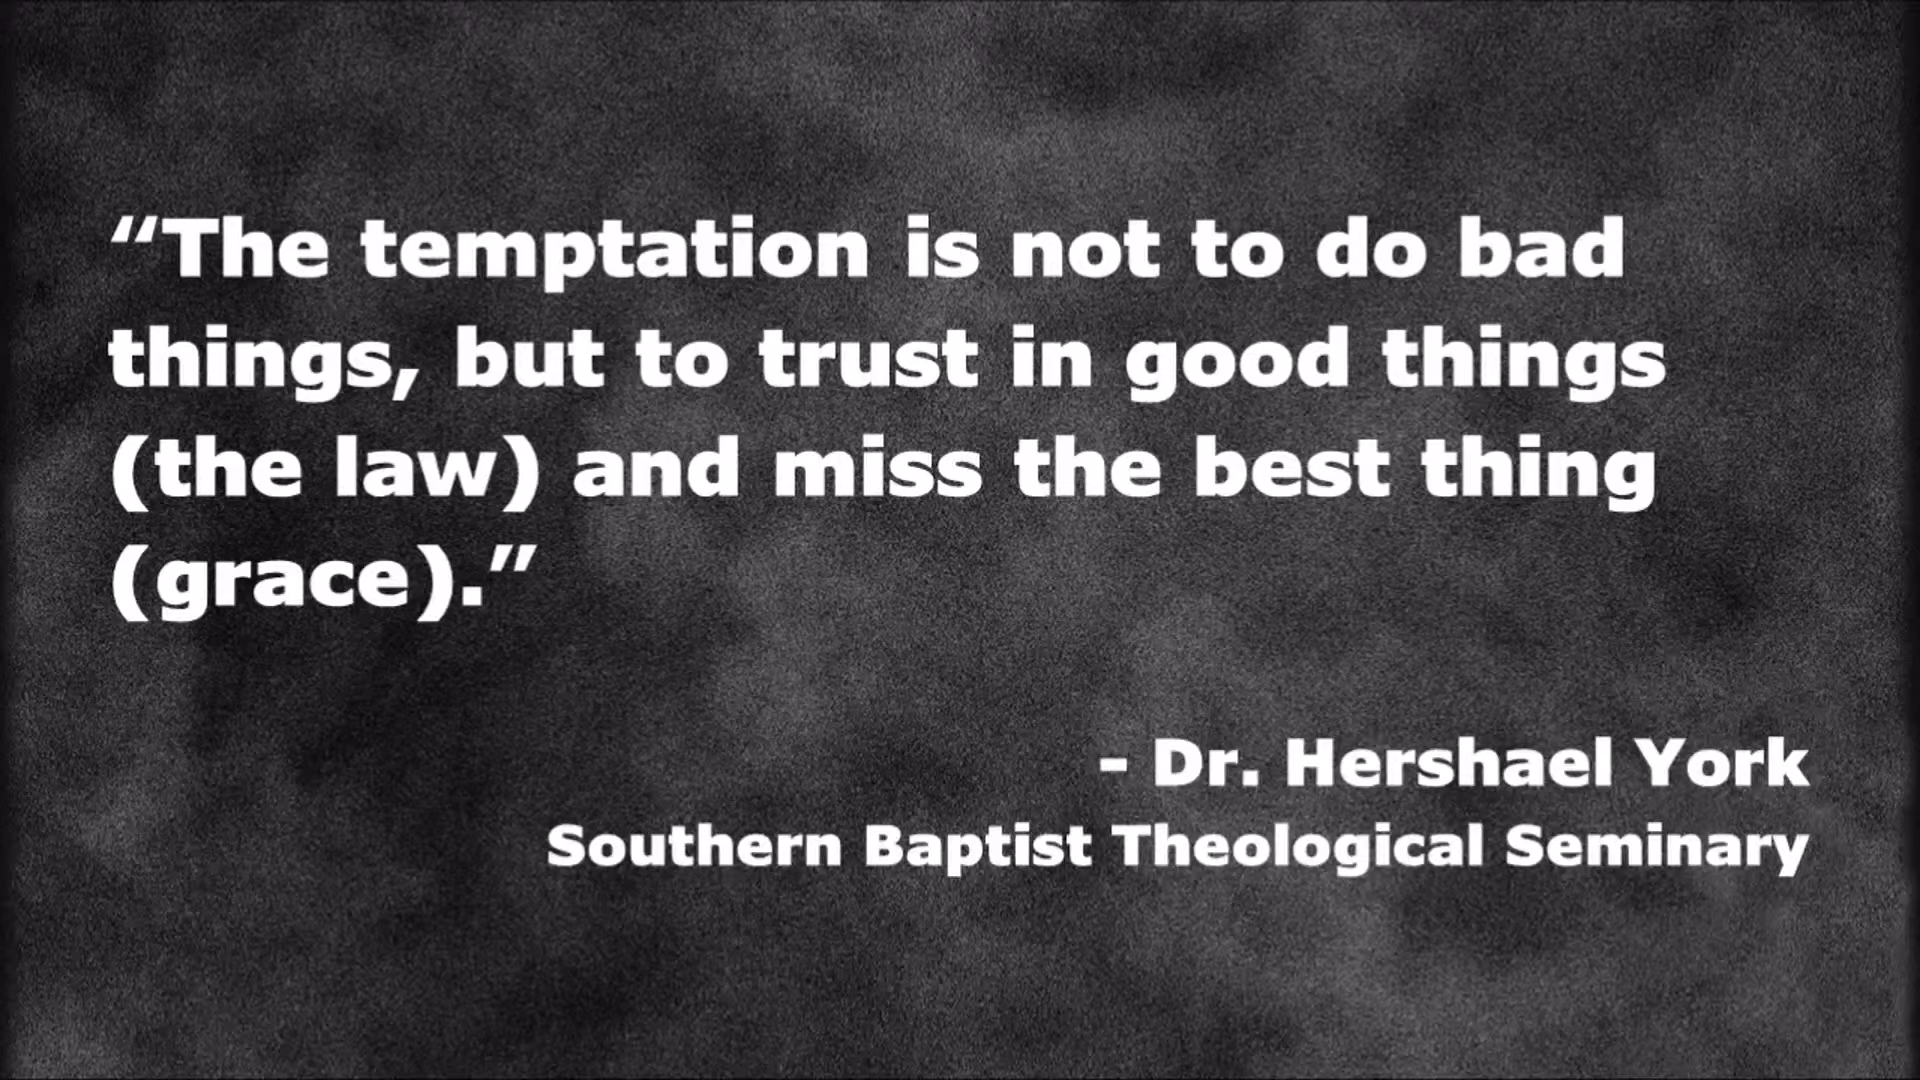 “The temptation is not to do bad
things, but to trust in good things
(the law) and miss the best thing
(grace).”
- Dr. Hershael York
Southern Baptist Theological Seminary